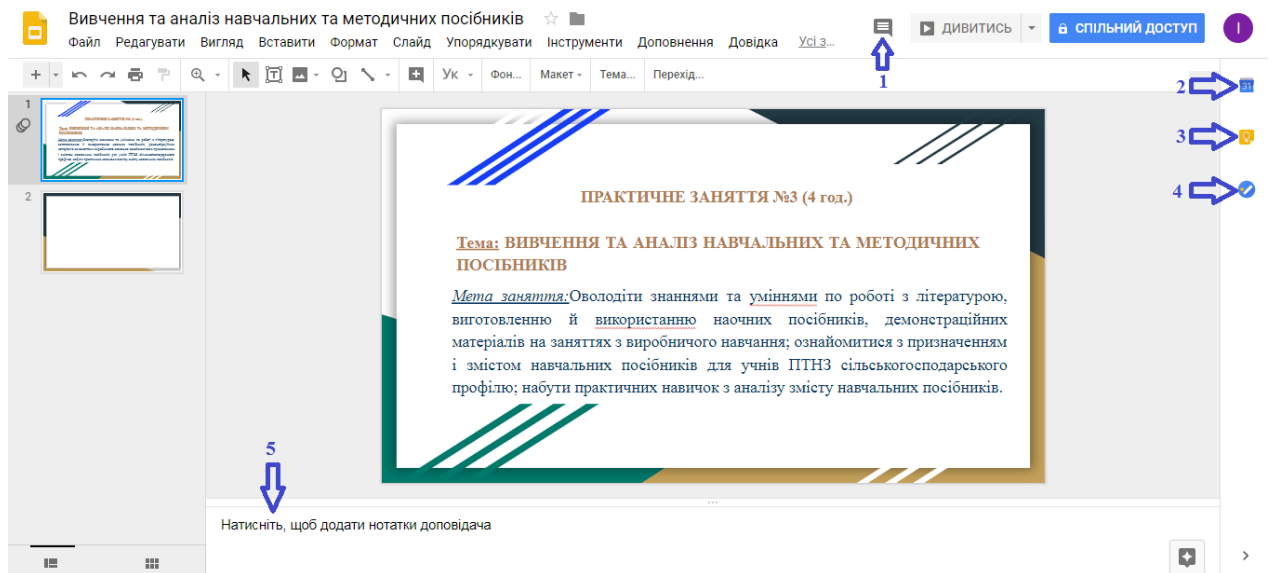 Вивчення та аналіз навчальних та методичних посібників
Файл Редагувати Вигляд Вставити Формат Слайд Упорядкувати Інструменти Доповнення Довідка Усі з...
ДИВИТИСЬ
СПІЛЬНИЙ ДОСТУП
І
1
Ук
Фон...
Макет
Тема...
Перехід...
1
2
31
3
4
1
ПРАКТИЧНЕ ЗАНЯТТЯ №3 (4 год.)
Тема: ВИВЧЕННЯ ТА АНАЛІЗ НАВЧАЛЬНИХ ТА МЕТОДИЧНИХ
ПОСІБНИКІВ
Мета заняття:Оволодіти знаннями та уміннями по роботі з літературою,
виготовленню й використанню наочних посібників, демонстраційних
матеріалів на заняттях з виробничого навчання; ознайомитися з призначенням
і змістом навчальних посібників для учнів ПТНЗ сільськогосподарського
профілю; набути практичних навичок з аналізу змісту навчальних посібників.
2
5
Натисніть, щоб додати нотатки доповідача